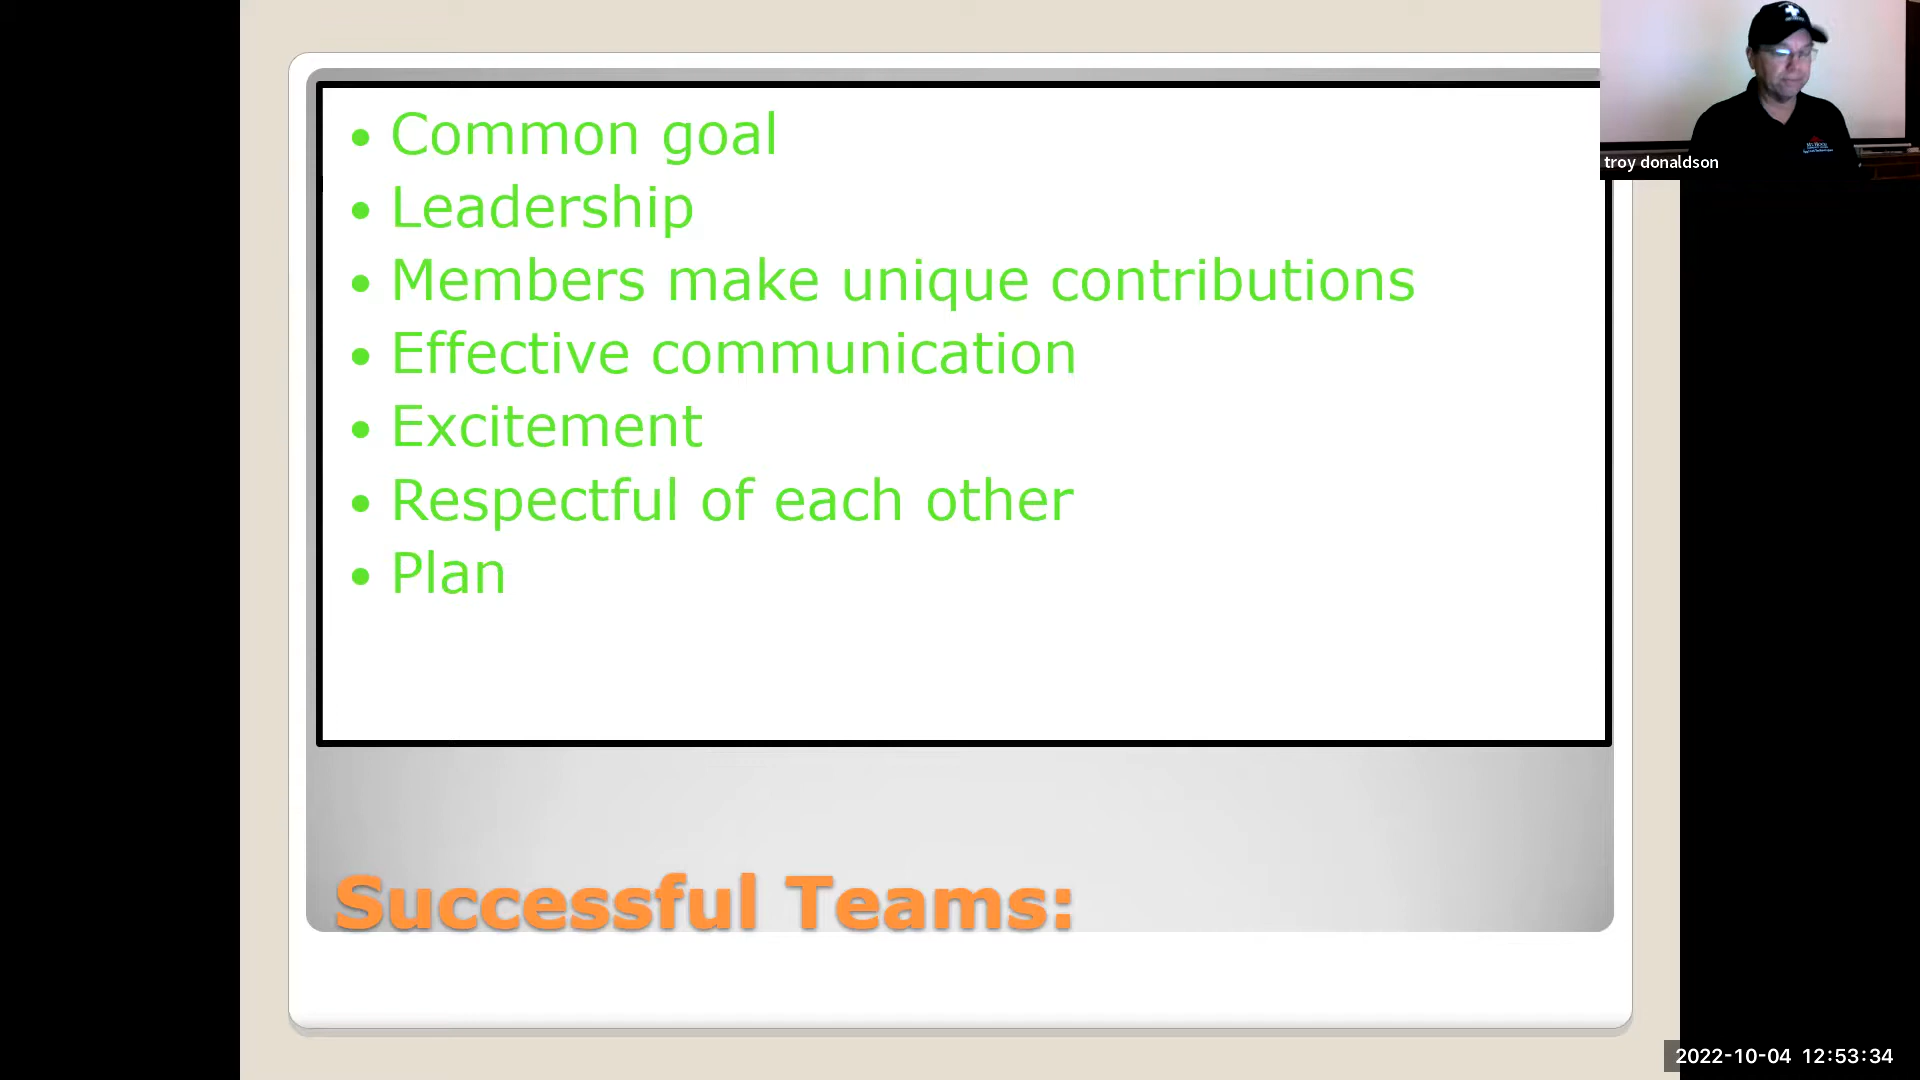 Common goal
Leadership
Members make unique contributions
Effective communication
Excitement
Respectful of each other
Plan
Successful Teams:
troy donaldson
2022-10-04 12:53:34